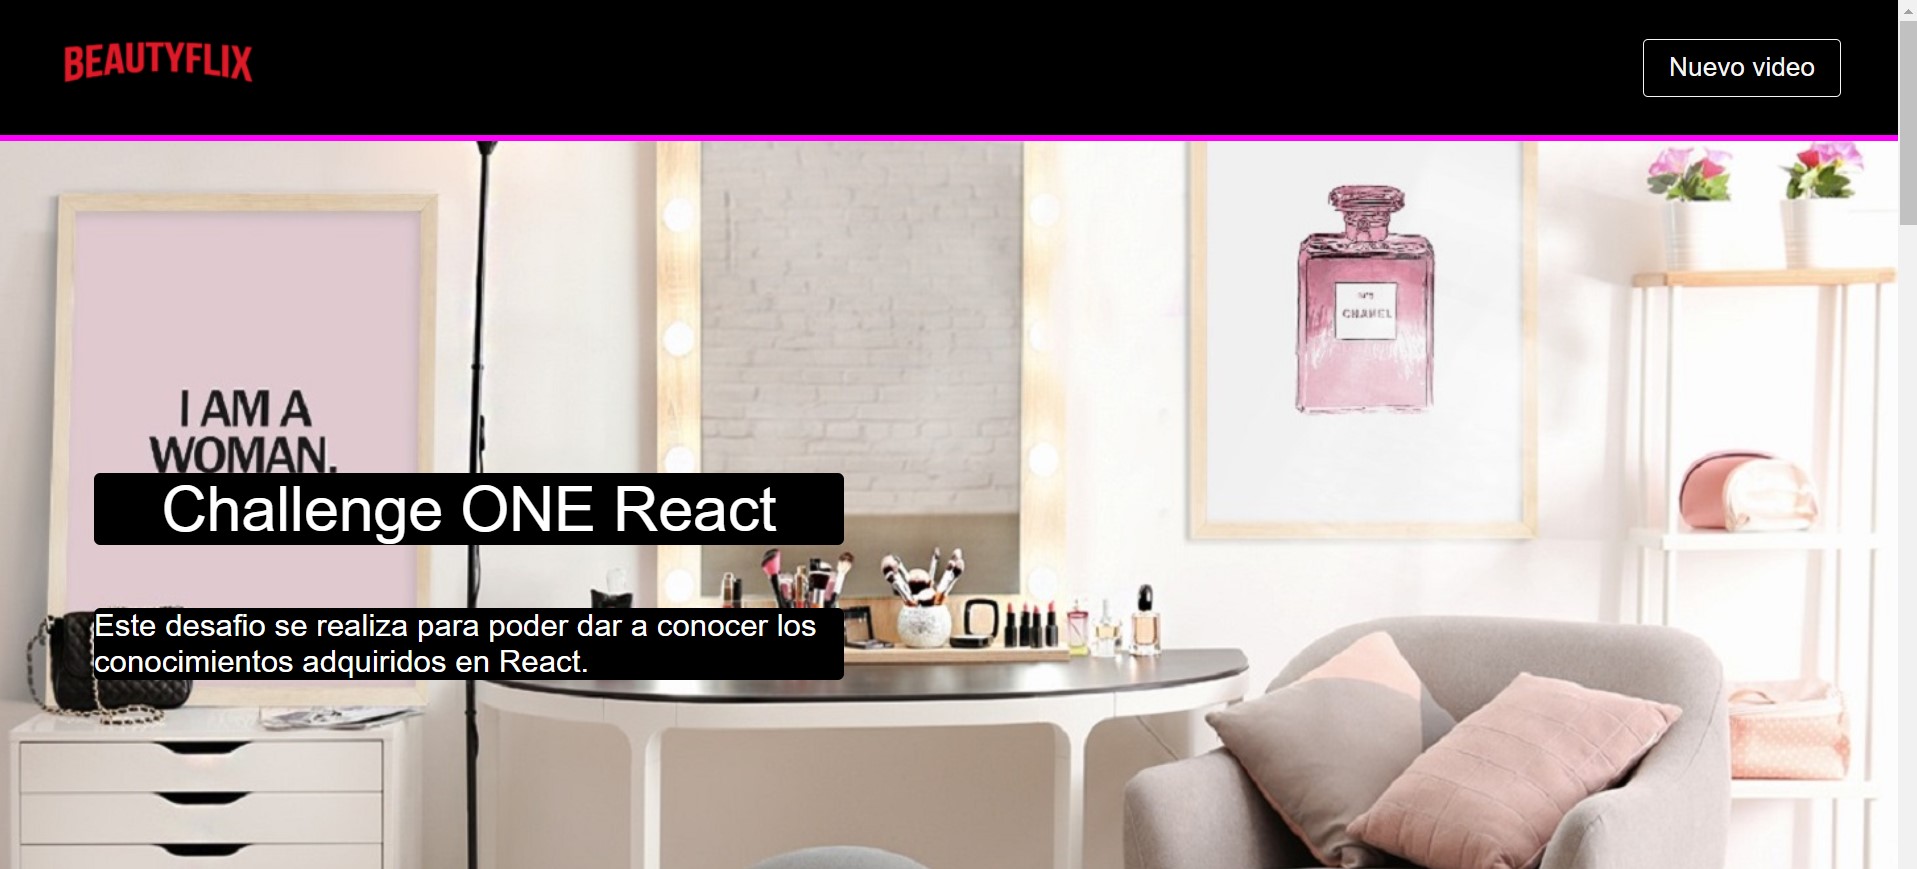 BEAUTYFLIX
Nuevo video
I AM A
WOMAN.
N°5
CHANEL
Challenge ONE React
Este desafio se realiza para poder dar a conocer los
conocimientos adquiridos en React.